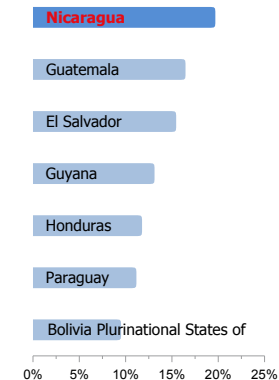 Nicaragua
Guatemala
El Salvador
Guyana
Honduras
Paraguay
Bolivia Plurinational States of
0% 5% 10% 15% 20% 25%